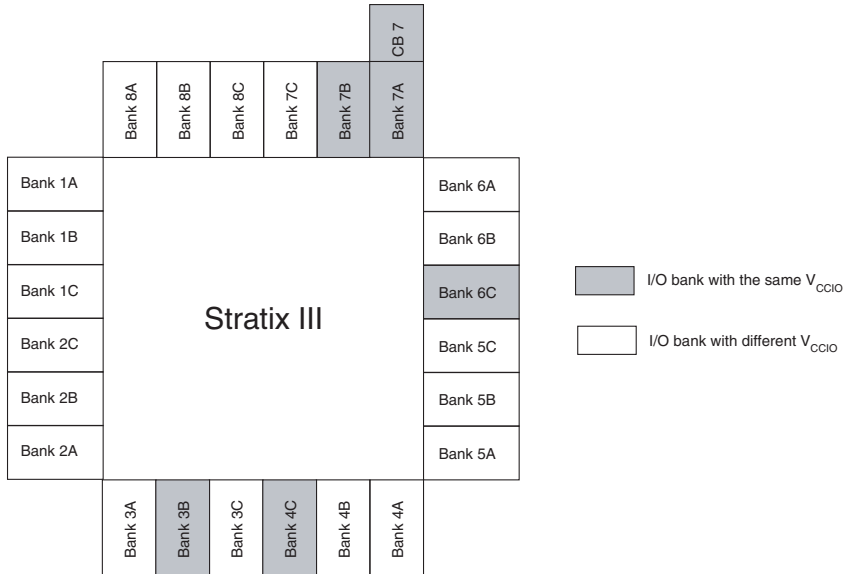 CB 7
Bank 8A
Bank 8B
Bank 8C
Bank 7C
Bank 7B
Bank 7A
Bank 1A
Bank 1B
Bank 1C
Bank 2C
Bank 2B
Bank 2A
Stratix III
Bank 6A
Bank 6B
Bank 6C
Bank 5C
Bank 5B
Bank 5A
Bank 3A
Bank 3B
Bank 3C
Bank 4C
Bank 4B
Bank 4A
I/O bank with the same VCCIO
I/O bank with different VCCIO